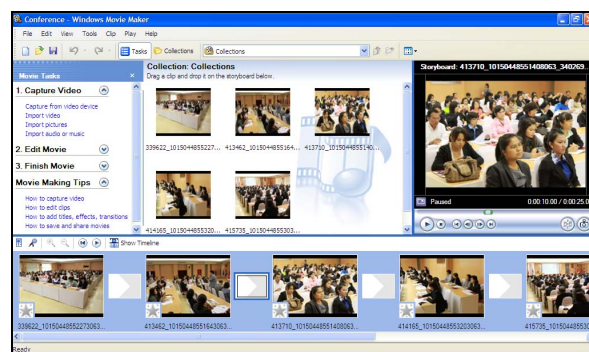 Conference - Windows Movie Maker
File Edit View Tools Clip Play Help
Tasks Collections Collections
Movie Tasks
1. Capture Video
Capture from video device
Import video
Import pictures
Import audio or music
2. Edit Movie
3. Finish Movie
Movie Making Tips
How to capture video
How to edit clips
How to add titles, effects, transitions
How to save and share movies
Collection: Collections
Drag a clip and drop it on the storyboard below.
339622_1015044855227... 413462_1015044855164... 413710_1015044855140...
414165_1015044855320... 415735_1015044855303...
Storyboard: 413710_10150448551408063_340269...
Paused 0:00:10.00 / 0:00:25.0
Show Timeline
339622_10150448552273063... 413462_10150448551643063... 413710_10150448551408063... 414165_10150448553203063... 415735_101504485530
Ready